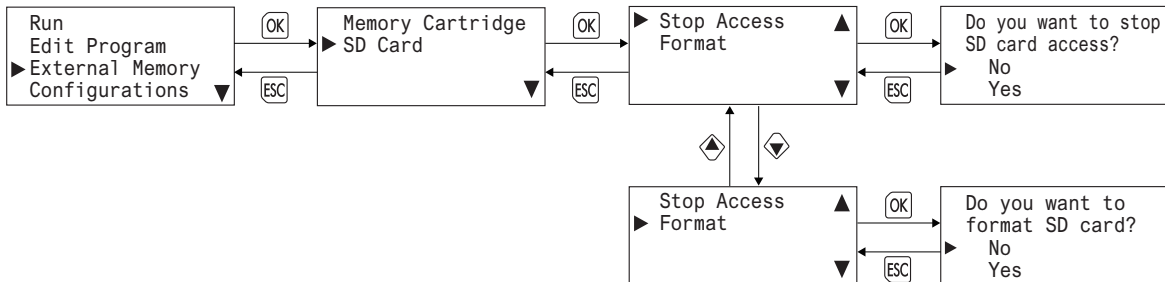 Run
Edit Program
External Memory
Configurations
OK
ESC
Memory Cartridge
SD Card
OK
ESC
Stop Access
Format
OK
ESC
Do you want to stop
SD card access?
No
Yes
Stop Access
Format
OK
ESC
Do you want to
format SD card?
No
Yes